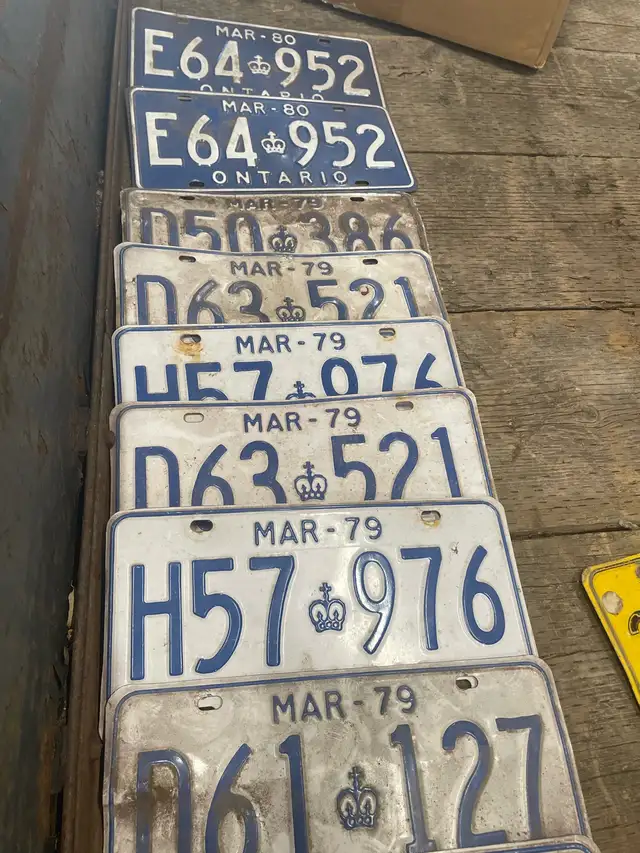 MAR-80
E64 952
ONTARIO
MAR-80
E64 952
ONTARIO
MAR-79
D50 386
MAR-79
D63 521
MAR-79
H57 976
MAR-79
D63 521
MAR-79
H57 976
MAR-79
D61 127